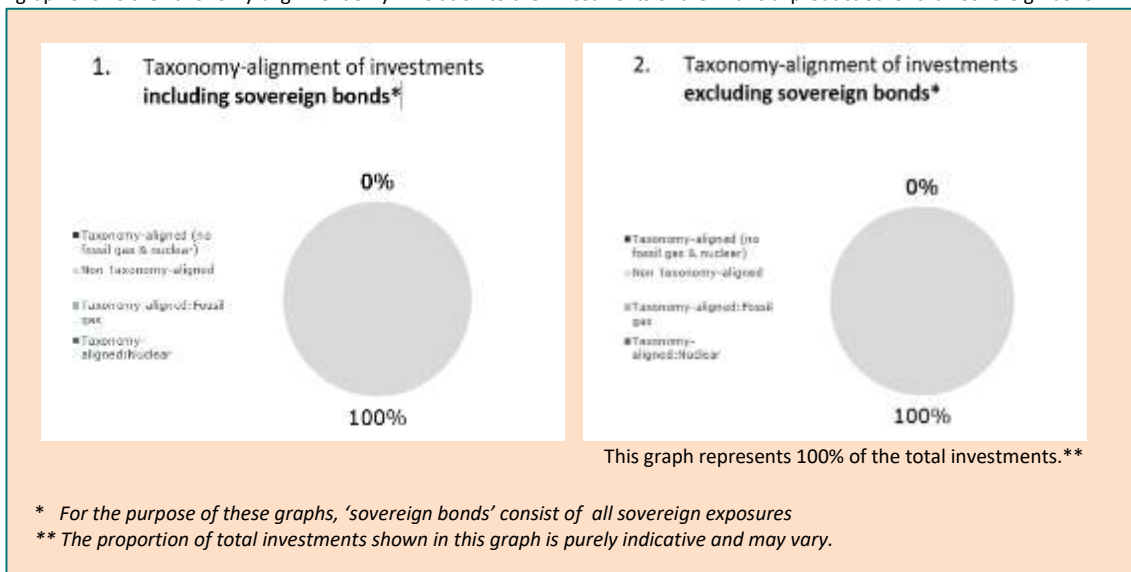 1. Taxonomy-alignment of investments
including sovereign bonds*
0%
Taxonomy-aligned (no
fossil gas & nuclear)
Non Taxonomy-aligned
Taxonomy-aligned:Fossil
gas
Taxonomy-
aligned:Nuclear
100%
2. Taxonomy-alignment of investments
excluding sovereign bonds*
0%
Taxonomy-aligned (no
fossil gas & nuclear)
Non Taxonomy-aligned
Taxonomy-aligned:Fossil
gas
Taxonomy-
aligned:Nuclear
100%
This graph represents 100% of the total investments.**
* For the purpose of these graphs, ‘sovereign bonds’ consist of all sovereign exposures
** The proportion of total investments shown in this graph is purely indicative and may vary.